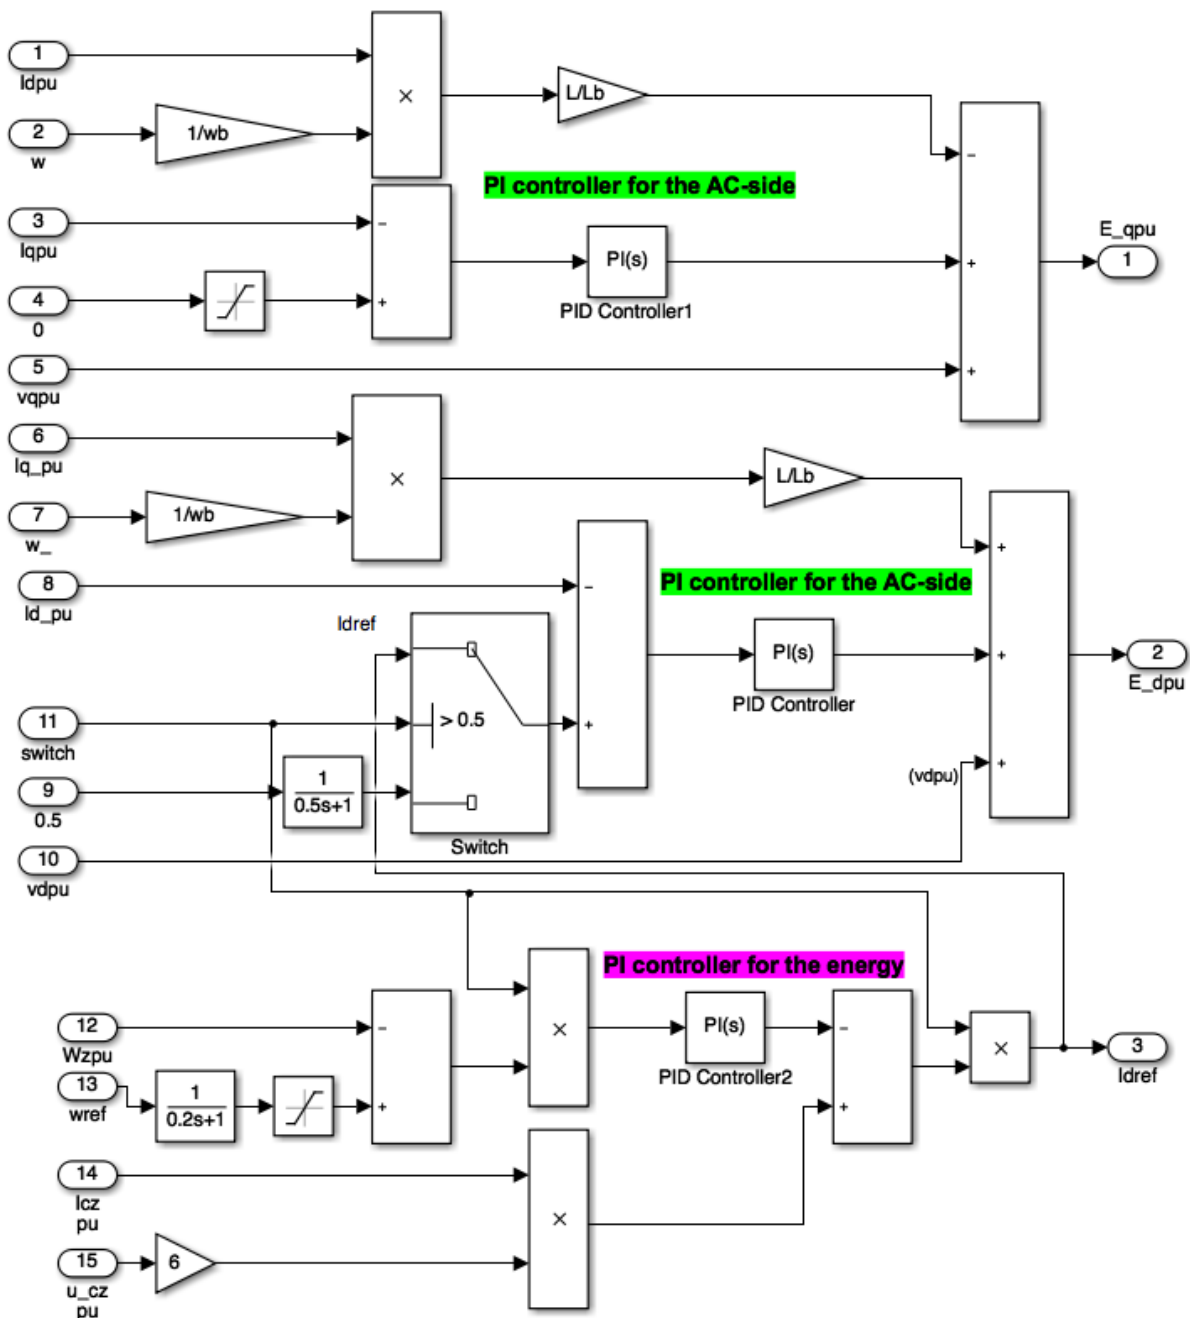 1
Idpu
×
L/Lb
2
w
1/wb
−
PI controller for the AC-side
3
Iqpu
−
E_qpu
1
PI(s)
PID Controller1
+
4
0
+
5
vqpu
+
6
Iq_pu
×
L/Lb
7
w_
1/wb
+
8
Id_pu
−
PI controller for the AC-side
Idref
PI(s)
PID Controller
+
2
E_dpu
11
switch
> 0.5
+
9
0.5
1
0.5s+1
(vdpu)
+
Switch
10
vdpu
PI controller for the energy
12
Wzpu
−
×
PI(s)
PID Controller2
−
×
3
Idref
13
wref
1
0.2s+1
+
+
14
Icz
pu
×
15
u_cz
pu
6